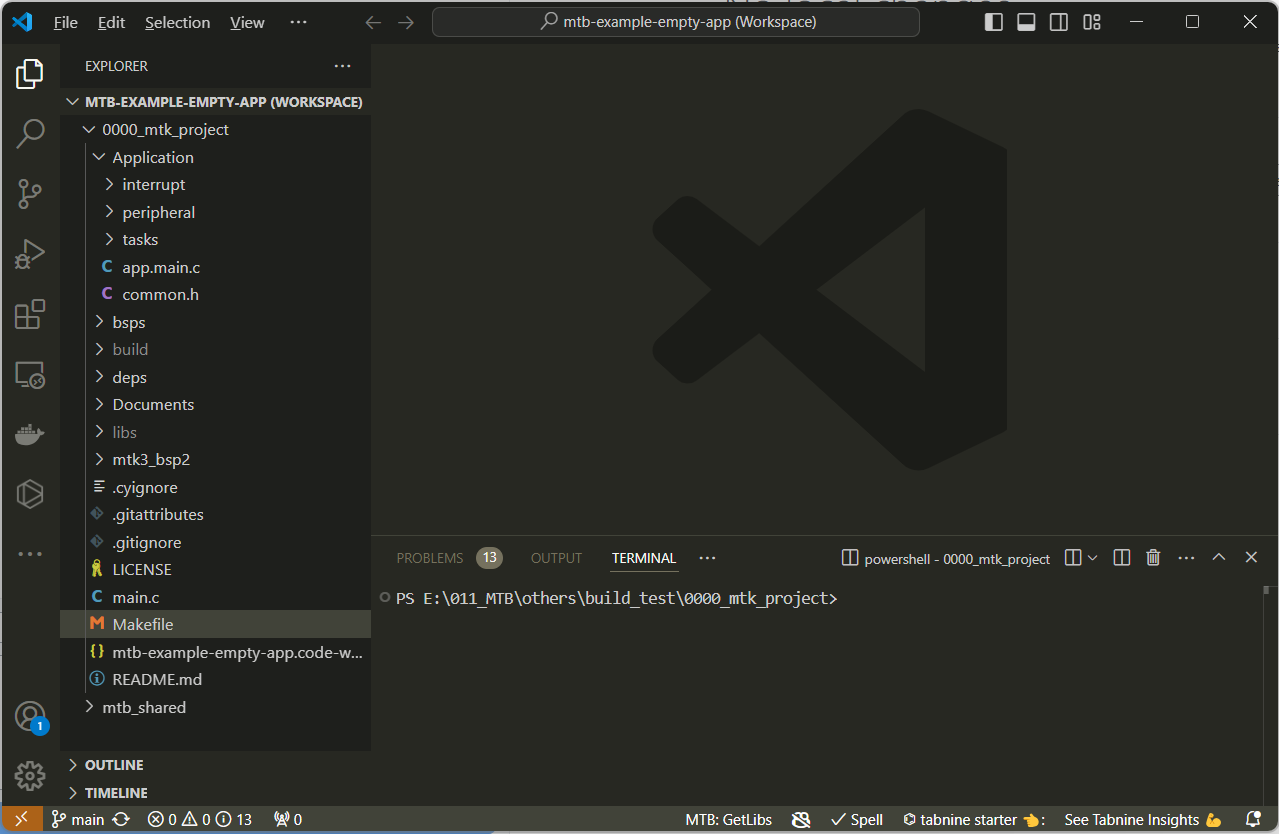 File Edit Selection View ··· mtb-example-empty-app (Workspace)
EXPLORER ···
MTB-EXAMPLE-EMPTY-APP (WORKSPACE)
0000_mtk_project
Application
interrupt
peripheral
tasks
C app.main.c
C common.h
bsps
build
deps
Documents
libs
mtk3_bsp2
.cyignore
.gitattributes
.gitignore
LICENSE
C main.c
M Makefile
{} mtb-example-empty-app.code-w...
README.md
mtb_shared
OUTLINE
TIMELINE
PROBLEMS 13 OUTPUT TERMINAL ··· powershell - 0000_mtk_project ···
PS E:\011_MTB\others\build_test\0000_mtk_project>
1
main 0 0 13 0 MTB: GetLibs Spell tabnine starter 👈: See Tabnine Insights 💪